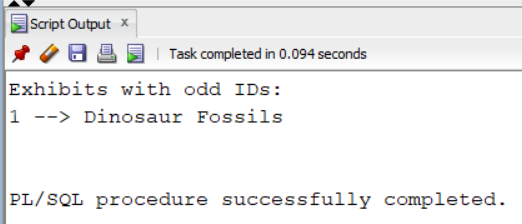 Script Output x
Task completed in 0.094 seconds
Exhibits with odd IDs:
1 --> Dinosaur Fossils
PL/SQL procedure successfully completed.